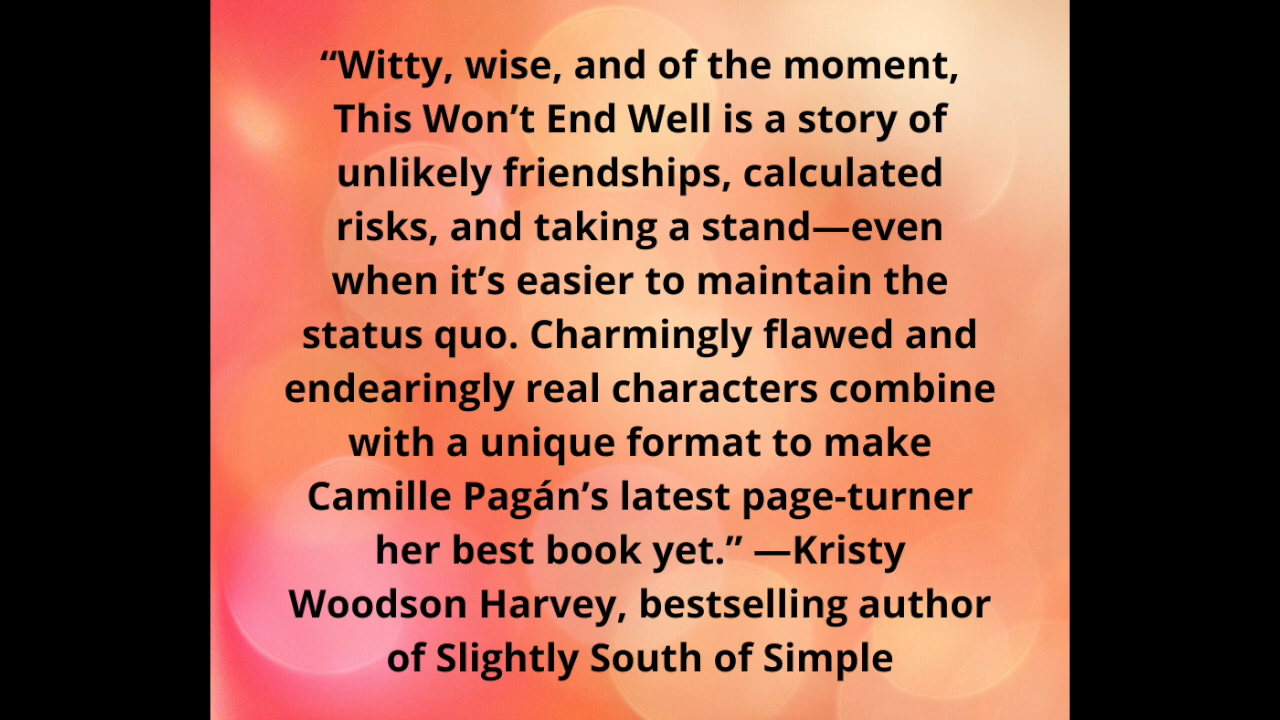 “Witty, wise, and of the moment,
This Won’t End Well is a story of
unlikely friendships, calculated
risks, and taking a stand—even
when it’s easier to maintain the
status quo. Charmingly flawed and
endearingly real characters combine
with a unique format to make
Camille Pagán’s latest page-turner
her best book yet.” —Kristy
Woodson Harvey, bestselling author
of Slightly South of Simple